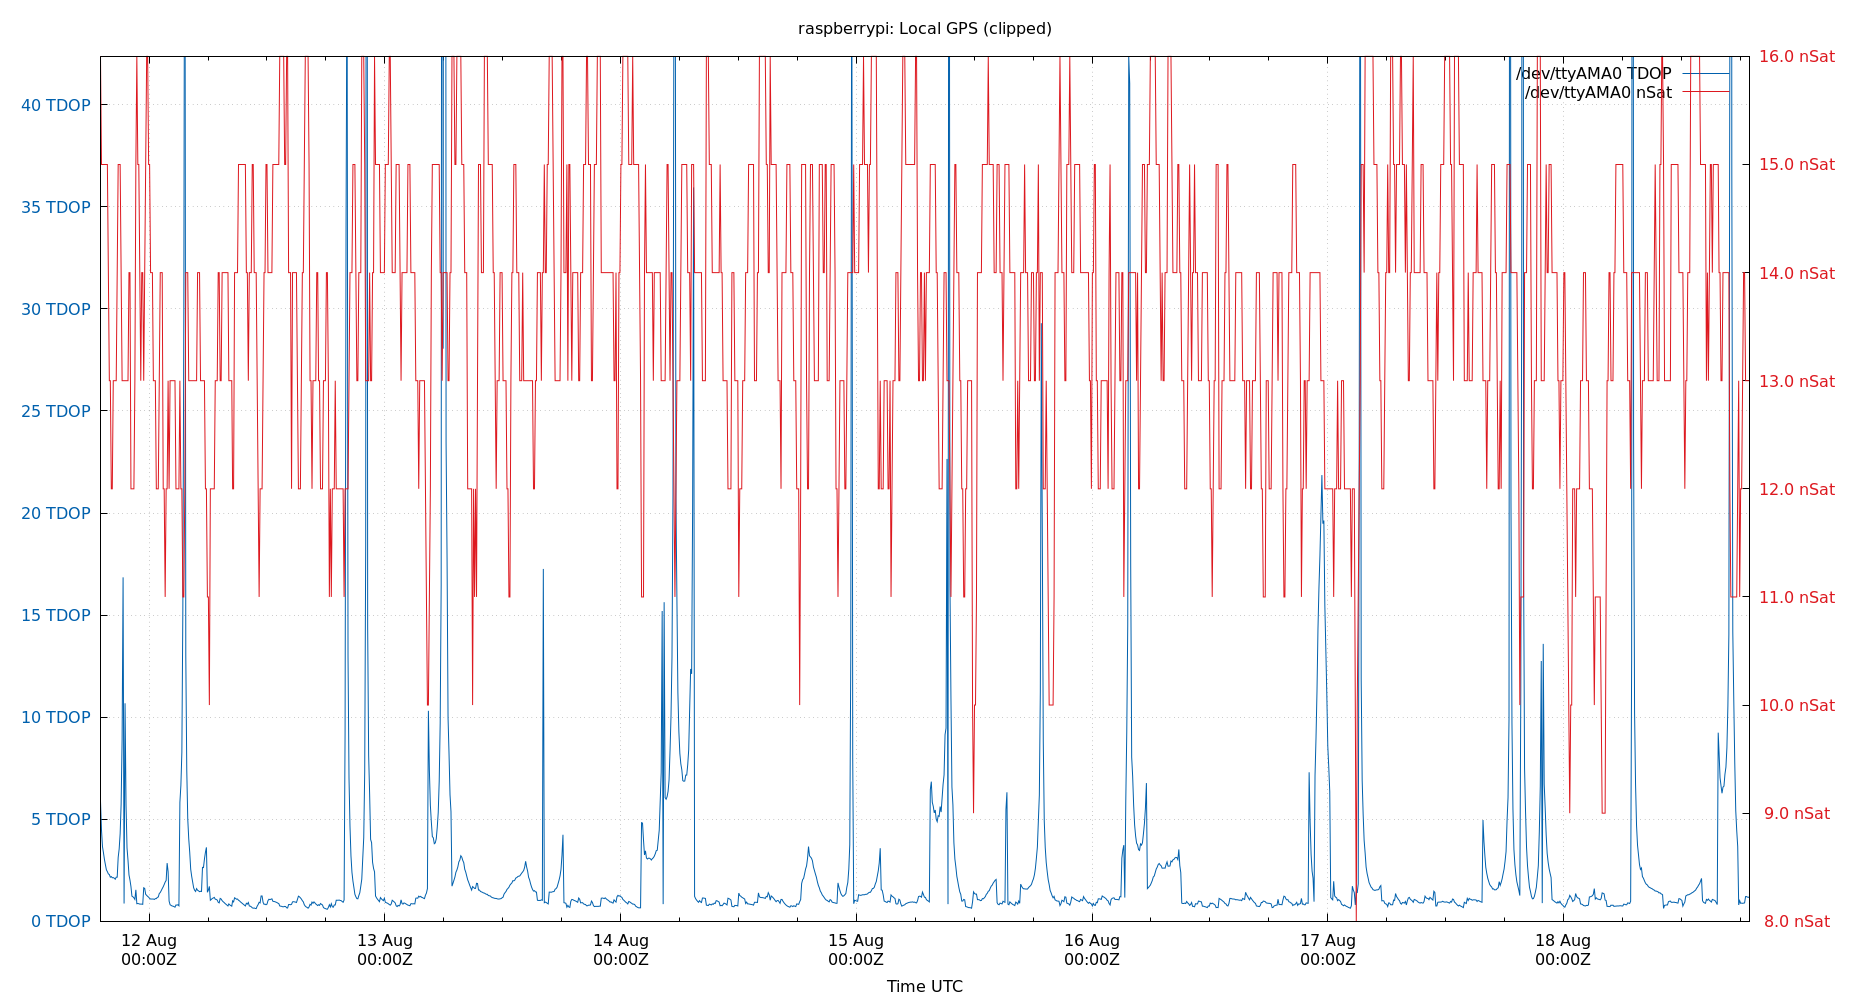 raspberrypi: Local GPS (clipped)
/dev/ttyAMA0 TDOP
/dev/ttyAMA0 nSat
40 TDOP
35 TDOP
30 TDOP
25 TDOP
20 TDOP
15 TDOP
10 TDOP
5 TDOP
0 TDOP
16.0 nSat
15.0 nSat
14.0 nSat
13.0 nSat
12.0 nSat
11.0 nSat
10.0 nSat
9.0 nSat
8.0 nSat
12 Aug
00:00Z
13 Aug
00:00Z
14 Aug
00:00Z
15 Aug
00:00Z
16 Aug
00:00Z
17 Aug
00:00Z
18 Aug
00:00Z
Time UTC